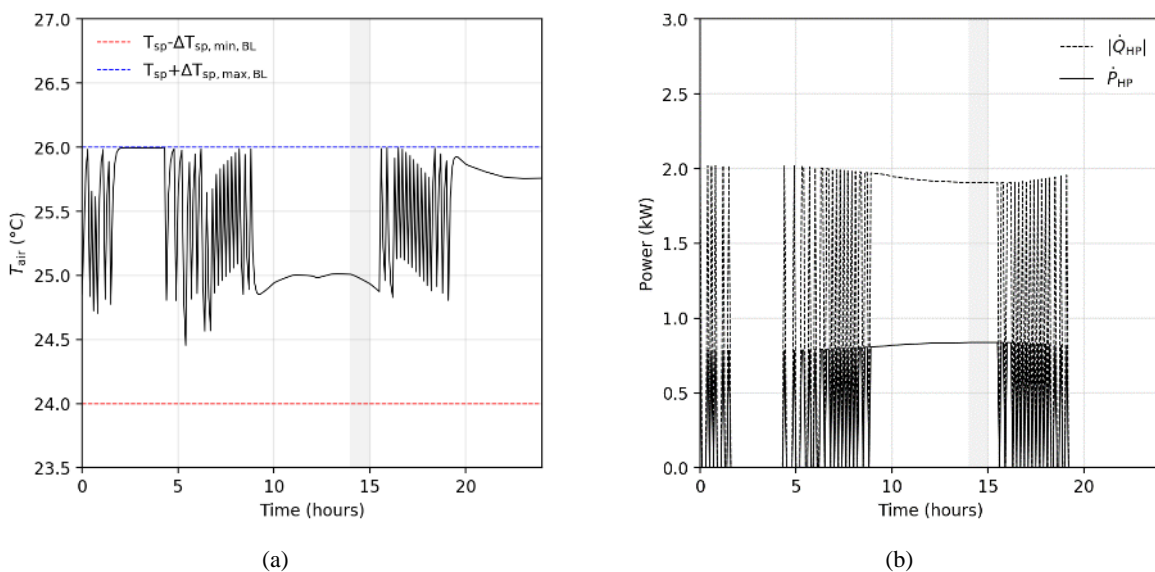 27.0
26.5
26.0
25.5
25.0
24.5
24.0
23.5
T_air (°C)
T_sp-ΔT_sp, min, BL
T_sp+ΔT_sp, max, BL
0 5 10 15 20
Time (hours)
(a)
3.0
2.5
2.0
1.5
1.0
0.5
0.0
Power (kW)
|Q̇_HP|
Ṗ_HP
0 5 10 15 20
Time (hours)
(b)